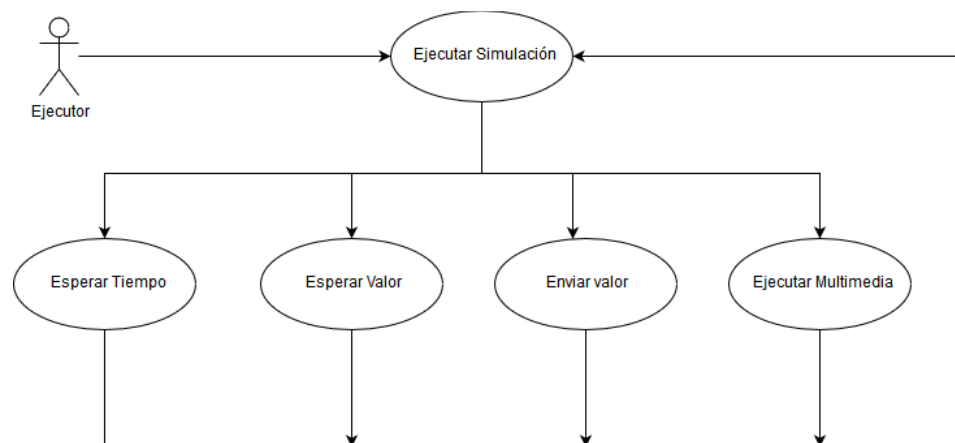 Ejecutar Simulación
Ejecutor
Esperar Tiempo
Esperar Valor
Enviar valor
Ejecutar Multimedia